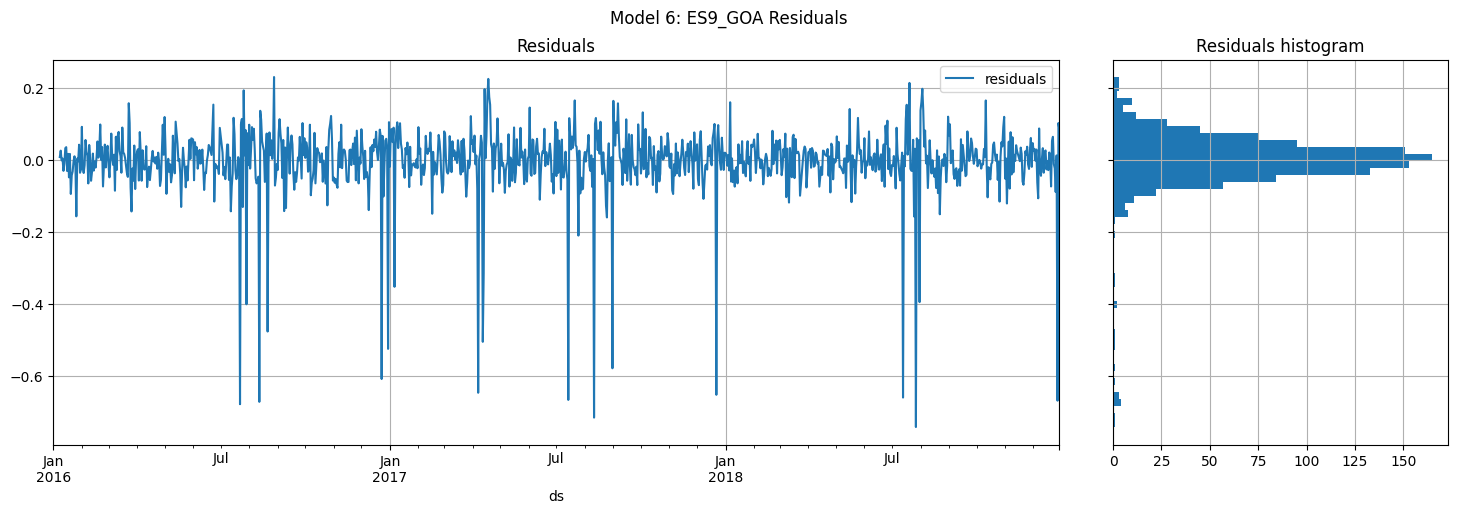 Model 6: ES9_GOA Residuals
Residuals
residuals
0.2
0.0
−0.2
−0.4
−0.6
Jan
2016
Jul
Jan
2017
Jul
Jan
2018
Jul
ds
Residuals histogram
0
25
50
75
100
125
150